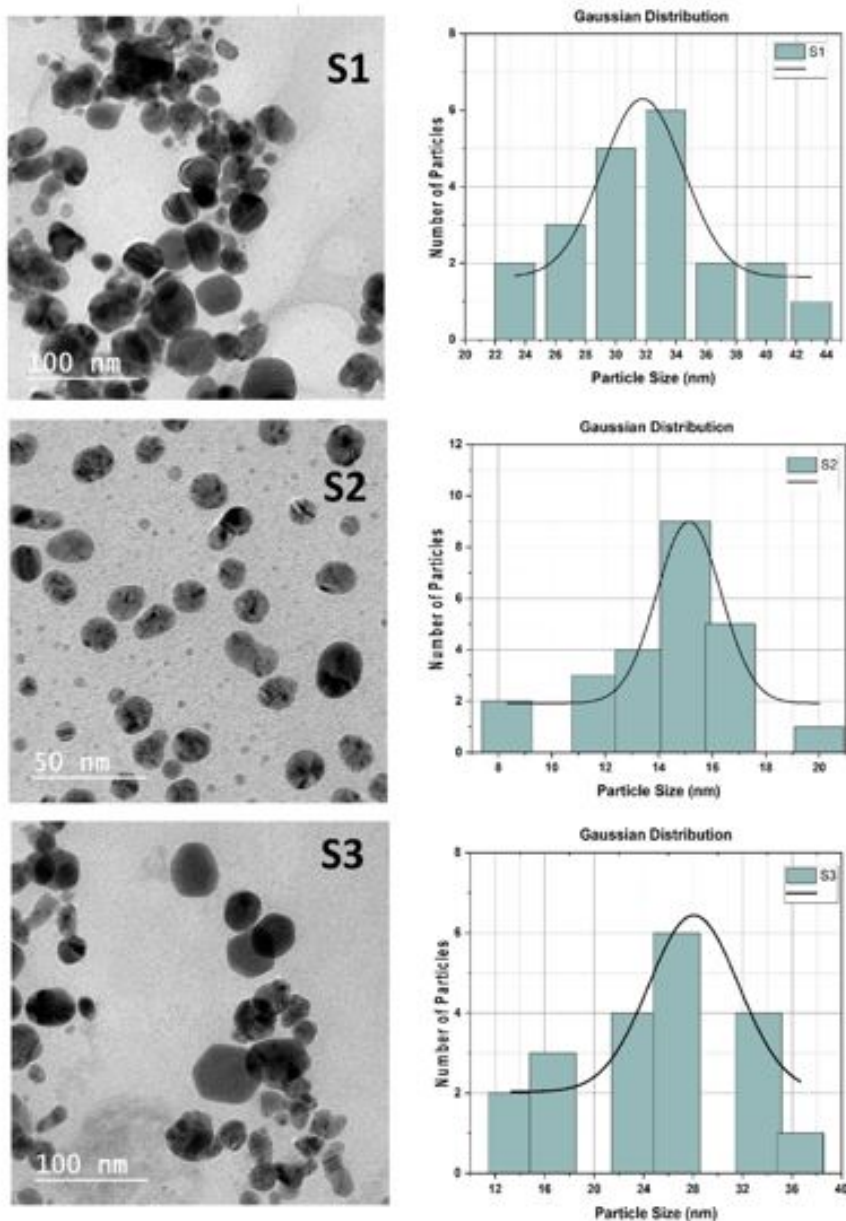 S1
100 nm
Gaussian Distribution
S1
Number of Particles
8
6
4
2
0
20 22 24 26 28 30 32 34 36 38 40 42 44
Particle Size (nm)
S2
50 nm
Gaussian Distribution
S2
Number of Particles
12
10
8
6
4
2
0
8 10 12 14 16 18 20
Particle Size (nm)
S3
100 nm
Gaussian Distribution
S3
Number of Particles
8
6
4
2
0
12 16 20 24 28 32 36 40
Particle Size (nm)